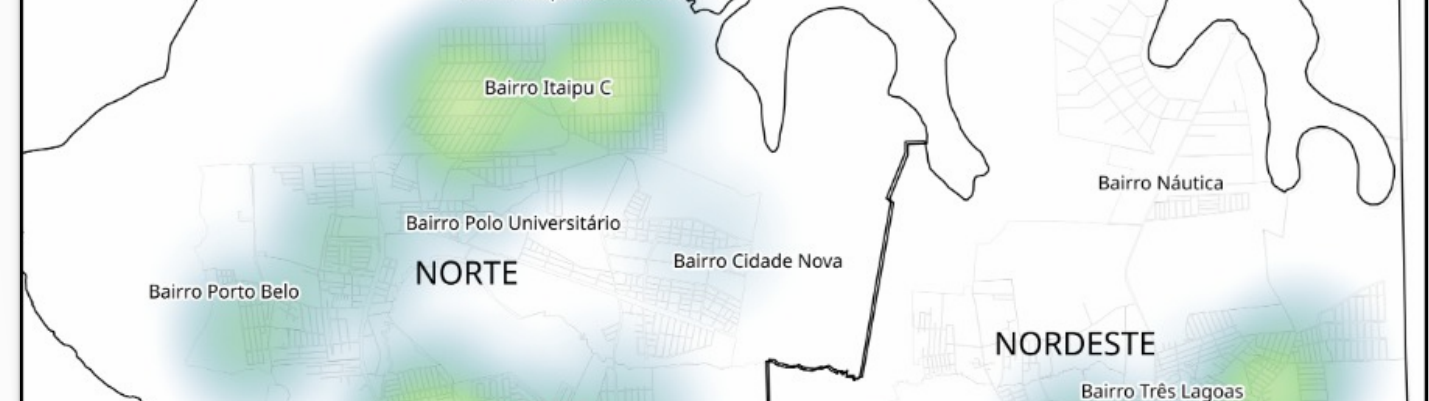 Bairro Itaipu C
Bairro Náutica
Bairro Polo Universitário
Bairro Cidade Nova
NORTE
Bairro Porto Belo
NORDESTE
Bairro Três Lagoas